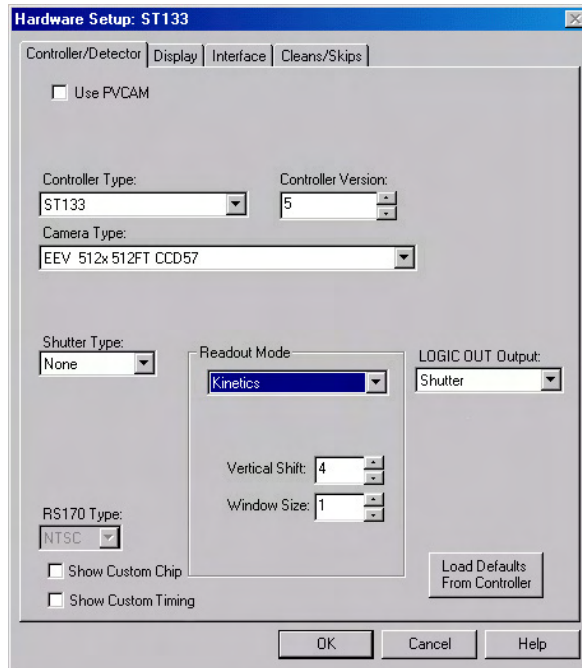 Hardware Setup: ST133
Controller/Detector Display Interface Cleans/Skips
Use PVCAM
Controller Type: Controller Version:
ST133 5
Camera Type:
EEV 512x 512FT CCD57
Shutter Type: Readout Mode LOGIC OUT Output:
None Kinetics Shutter
Vertical Shift: 4
Window Size: 1
RS170 Type:
NTSC
Show Custom Chip
Load Defaults
From Controller
Show Custom Timing
OK Cancel Help